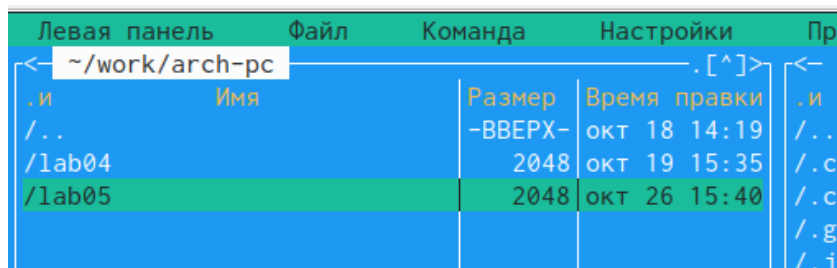 Левая панель Файл Команда Настройки Пр
<─ ~/work/arch-pc .[^]> <─
.и Имя Размер Время правки .и
/.. -ВВЕРХ- окт 18 14:19 /..
/lab04 2048 окт 19 15:35 /.c
/lab05 2048 окт 26 15:40 /.c
/.g
/.j